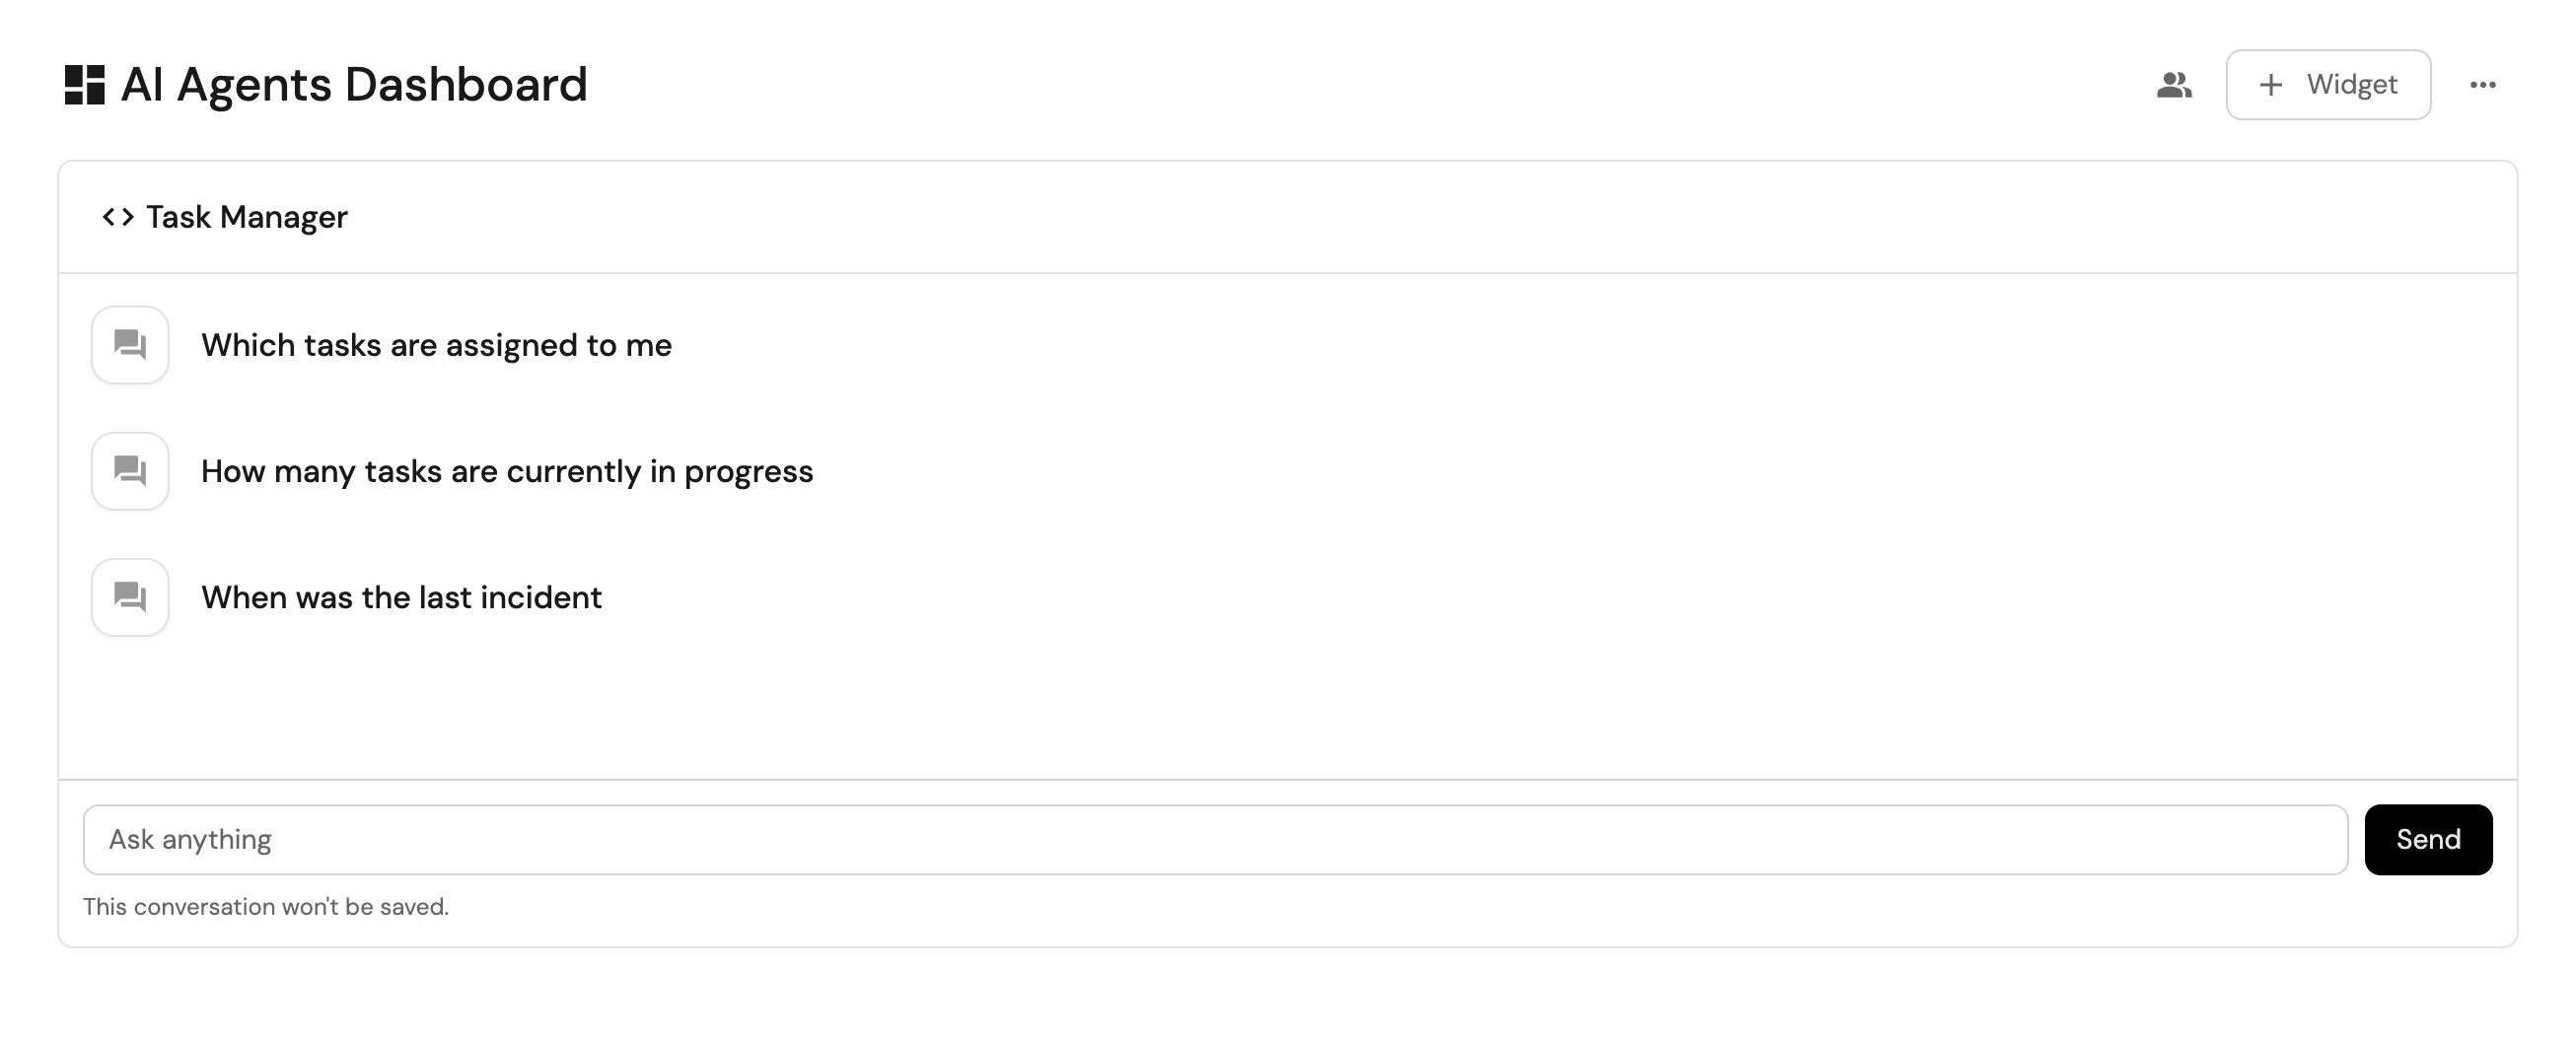 AI Agents Dashboard
Widget
Task Manager
Which tasks are assigned to me
How many tasks are currently in progress
When was the last incident
Ask anything
Send
This conversation won't be saved.